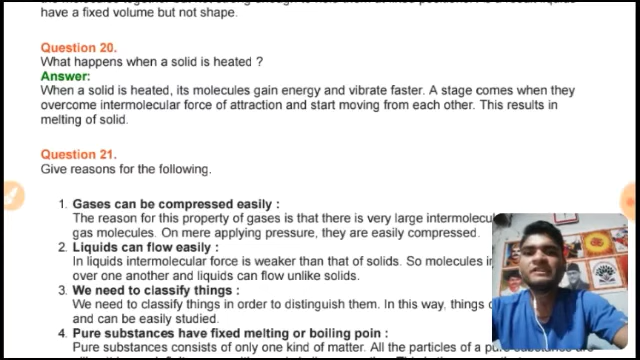 have a fixed volume but not shape.
Question 20.
What happens when a solid is heated ?
Answer:
When a solid is heated, its molecules gain energy and vibrate faster. A stage comes when they
overcome intermolecular force of attraction and start moving from each other. This results in
melting of solid.
Question 21.
Give reasons for the following.
1. Gases can be compressed easily :
The reason for this property of gases is that there is very large
gas molecules. On mere applying pressure, they are easily compressed.
2. Liquids can flow easily :
In liquids intermolecular force is weaker than that of solids. So molecules
over one another and liquids can flow unlike solids.
3. We need to classify things :
We need to classify things in order to distinguish them. In this way, things
and can be easily studied.
4. Pure substances have fixed melting or boiling poin :
Pure substances consists of only one kind of matter. All the particles of a